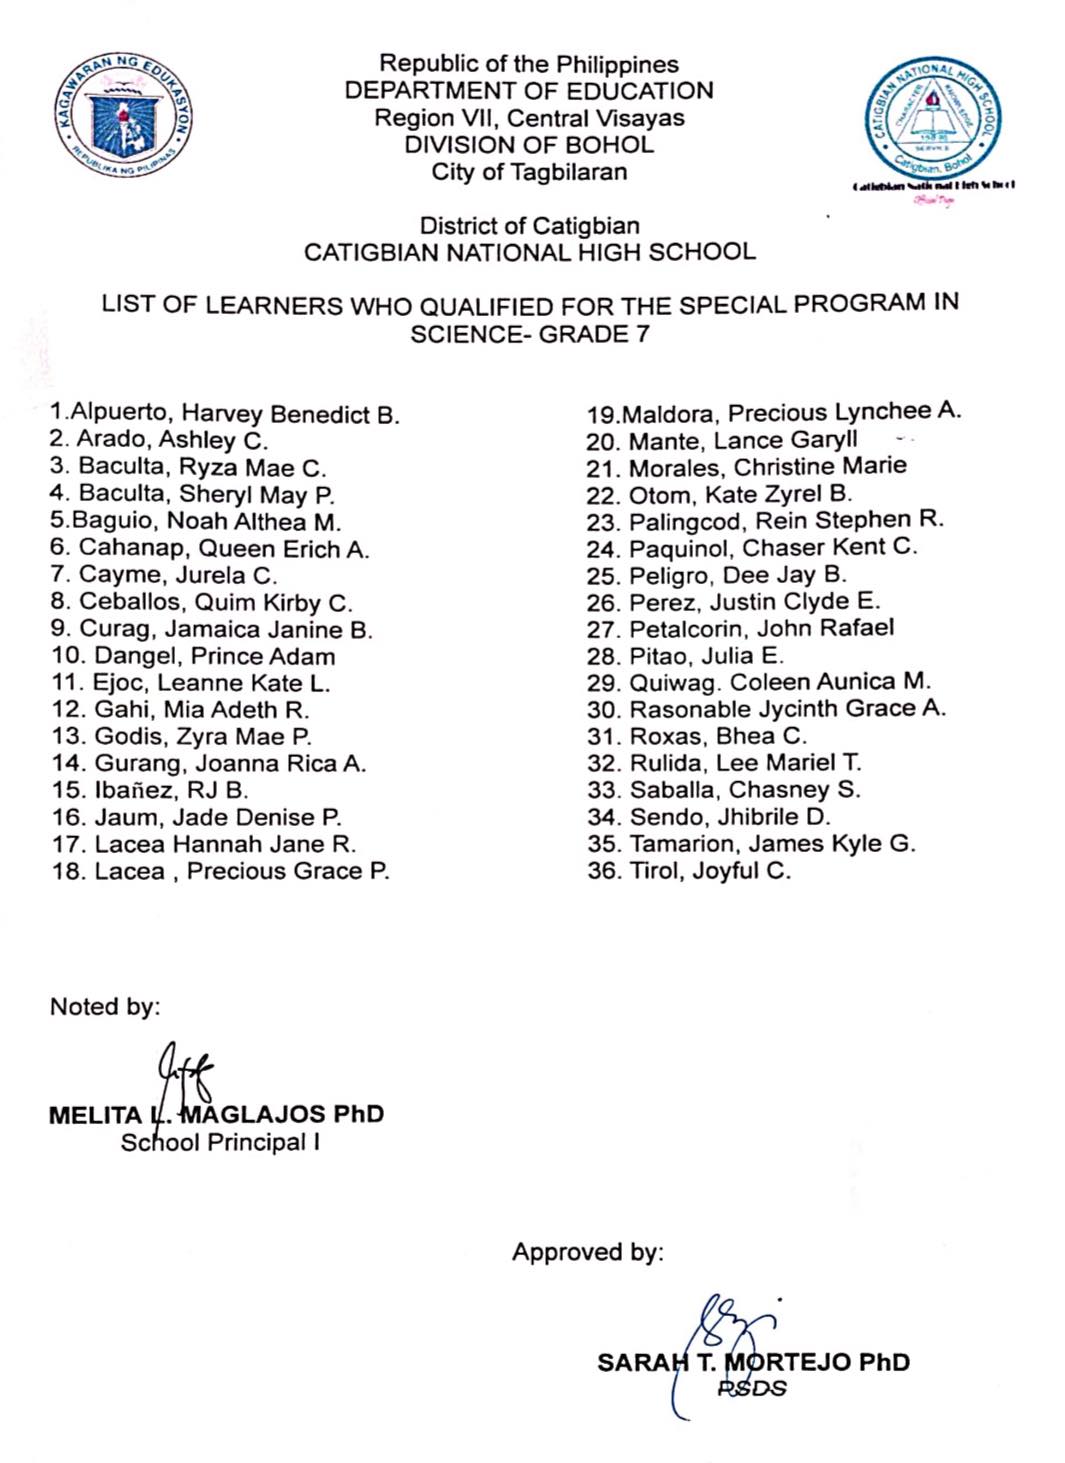 KAGAWARAN NG EDUKASYON
REPUBLIKA NG PILIPINAS
Republic of the Philippines
DEPARTMENT OF EDUCATION
Region VII, Central Visayas
DIVISION OF BOHOL
City of Tagbilaran
CATIGBIAN NATIONAL HIGH SCHOOL
CHARACTER
KNOWLEDGE
SERVICE
Catigbian, Bohol
Catigbian National High School
District of Catigbian
CATIGBIAN NATIONAL HIGH SCHOOL
LIST OF LEARNERS WHO QUALIFIED FOR THE SPECIAL PROGRAM IN
SCIENCE- GRADE 7
1.Alpuerto, Harvey Benedict B.
2. Arado, Ashley C.
3. Baculta, Ryza Mae C.
4. Baculta, Sheryl May P.
5.Baguio, Noah Althea M.
6. Cahanap, Queen Erich A.
7. Cayme, Jurela C.
8. Ceballos, Quim Kirby C.
9. Curag, Jamaica Janine B.
10. Dangel, Prince Adam
11. Ejoc, Leanne Kate L.
12. Gahi, Mia Adeth R.
13. Godis, Zyra Mae P.
14. Gurang, Joanna Rica A.
15. Ibañez, RJ B.
16. Jaum, Jade Denise P.
17. Lacea Hannah Jane R.
18. Lacea , Precious Grace P.
19.Maldora, Precious Lynchee A.
20. Mante, Lance Garyll
21. Morales, Christine Marie
22. Otom, Kate Zyrel B.
23. Palingcod, Rein Stephen R.
24. Paquinol, Chaser Kent C.
25. Peligro, Dee Jay B.
26. Perez, Justin Clyde E.
27. Petalcorin, John Rafael
28. Pitao, Julia E.
29. Quiwag. Coleen Aunica M.
30. Rasonable Jycinth Grace A.
31. Roxas, Bhea C.
32. Rulida, Lee Mariel T.
33. Saballa, Chasney S.
34. Sendo, Jhibrile D.
35. Tamarion, James Kyle G.
36. Tirol, Joyful C.
Noted by:
MELITA L. MAGLAJOS PhD
School Principal I
Approved by:
SARAH T. MORTEJO PhD
PSDS